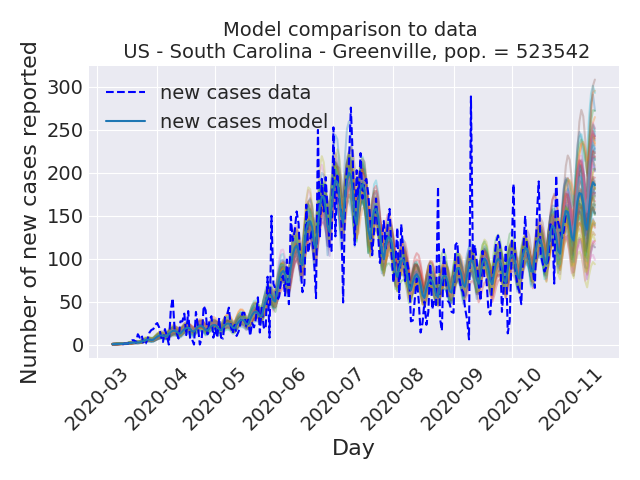 Model comparison to data
US - South Carolina - Greenville, pop. = 523542
Number of new cases reported
300
250
200
150
100
50
0
new cases data
new cases model
2020-03
2020-04
2020-05
2020-06
2020-07
2020-08
2020-09
2020-10
2020-11
Day